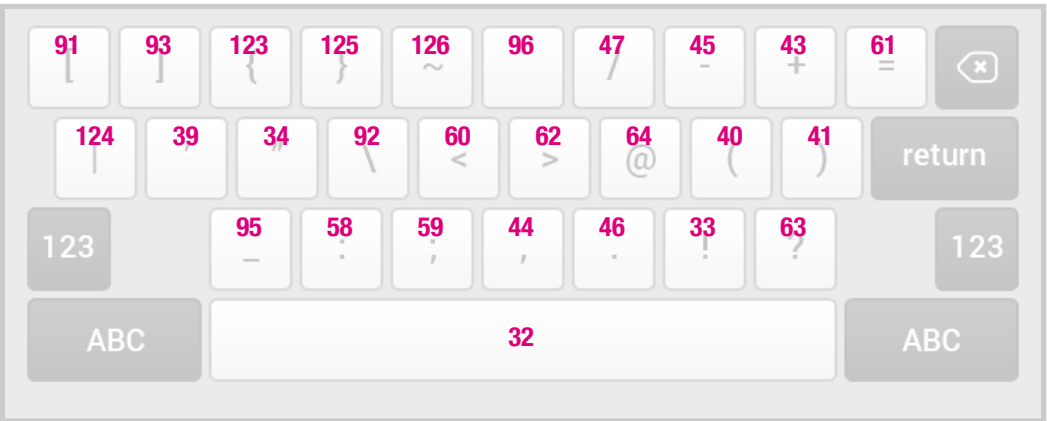 91 93 123 125 126 96 47 45 43 61
[ ] { } ~ / - + =
124 39 34 92 60 62 64 40 41
| ' " \ < > @ ( ) return
95 58 59 44 46 33 63
123 _ : ; , . ! ? 123
ABC 32 ABC